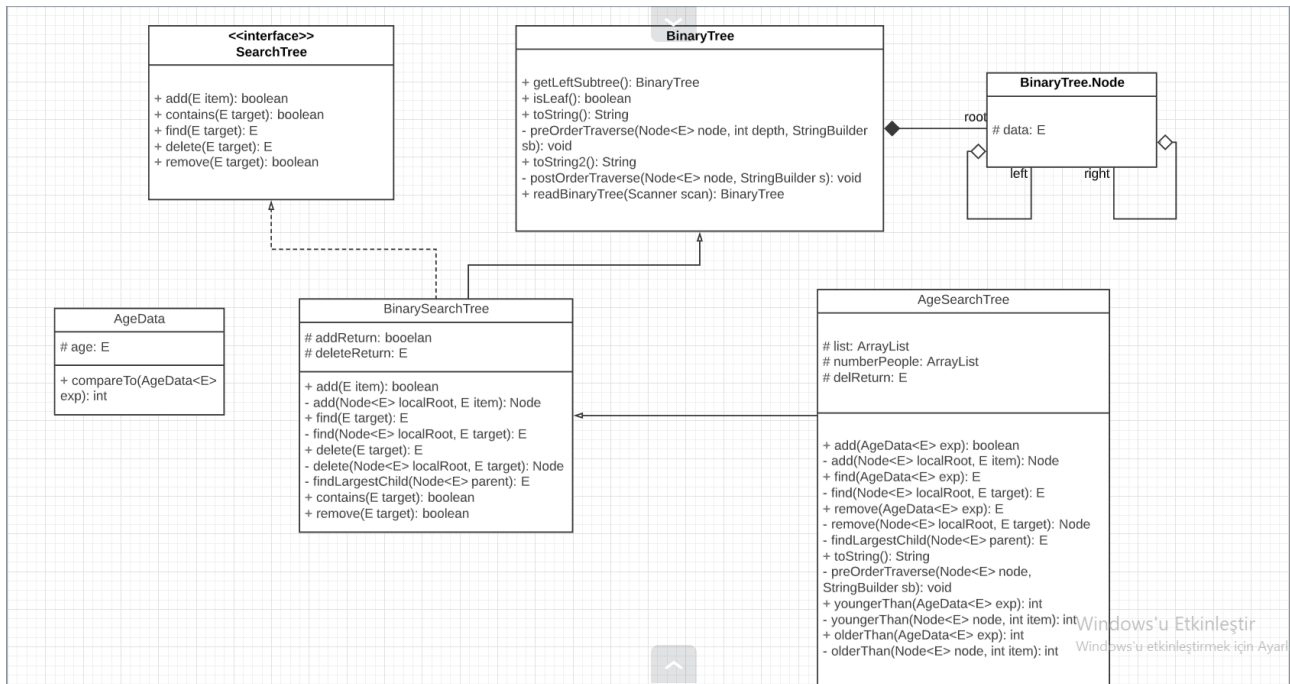 <<interface>>
SearchTree
+ add(E item): boolean
+ contains(E target): boolean
+ find(E target): E
+ delete(E target): E
+ remove(E target): boolean
BinaryTree
+ getLeftSubtree(): BinaryTree
+ isLeaf(): boolean
+ toString(): String
- preOrderTraverse(Node<E> node, int depth, StringBuilder
sb): void
+ toString2(): String
- postOrderTraverse(Node<E> node, StringBuilder s): void
+ readBinaryTree(Scanner scan): BinaryTree
BinaryTree.Node
root
# data: E
left
right
AgeData
# age: E
+ compareTo(AgeData<E>
exp): int
BinarySearchTree
# addReturn: booelan
# deleteReturn: E
+ add(E item): boolean
- add(Node<E> localRoot, E item): Node
+ find(E target): E
- find(Node<E> localRoot, E target): E
+ delete(E target): E
- delete(Node<E> localRoot, E target): Node
- findLargestChild(Node<E> parent): E
+ contains(E target): boolean
+ remove(E target): boolean
AgeSearchTree
# list: ArrayList
# numberPeople: ArrayList
# delReturn: E
+ add(AgeData<E> exp): boolean
- add(Node<E> localRoot, E item): Node
+ find(AgeData<E> exp): E
- find(Node<E> localRoot, E target): E
+ remove(AgeData<E> exp): E
- remove(Node<E> localRoot, E target): Node
- findLargestChild(Node<E> parent): E
+ toString(): String
- preOrderTraverse(Node<E> node,
StringBuilder sb): void
+ youngerThan(AgeData<E> exp): int
- youngerThan(Node<E> node, int item): int
+ olderThan(AgeData<E> exp): int
- olderThan(Node<E> node, int item): int
Windows'u Etkinleştir
Windows'u etkinleştirmek için Ayarl